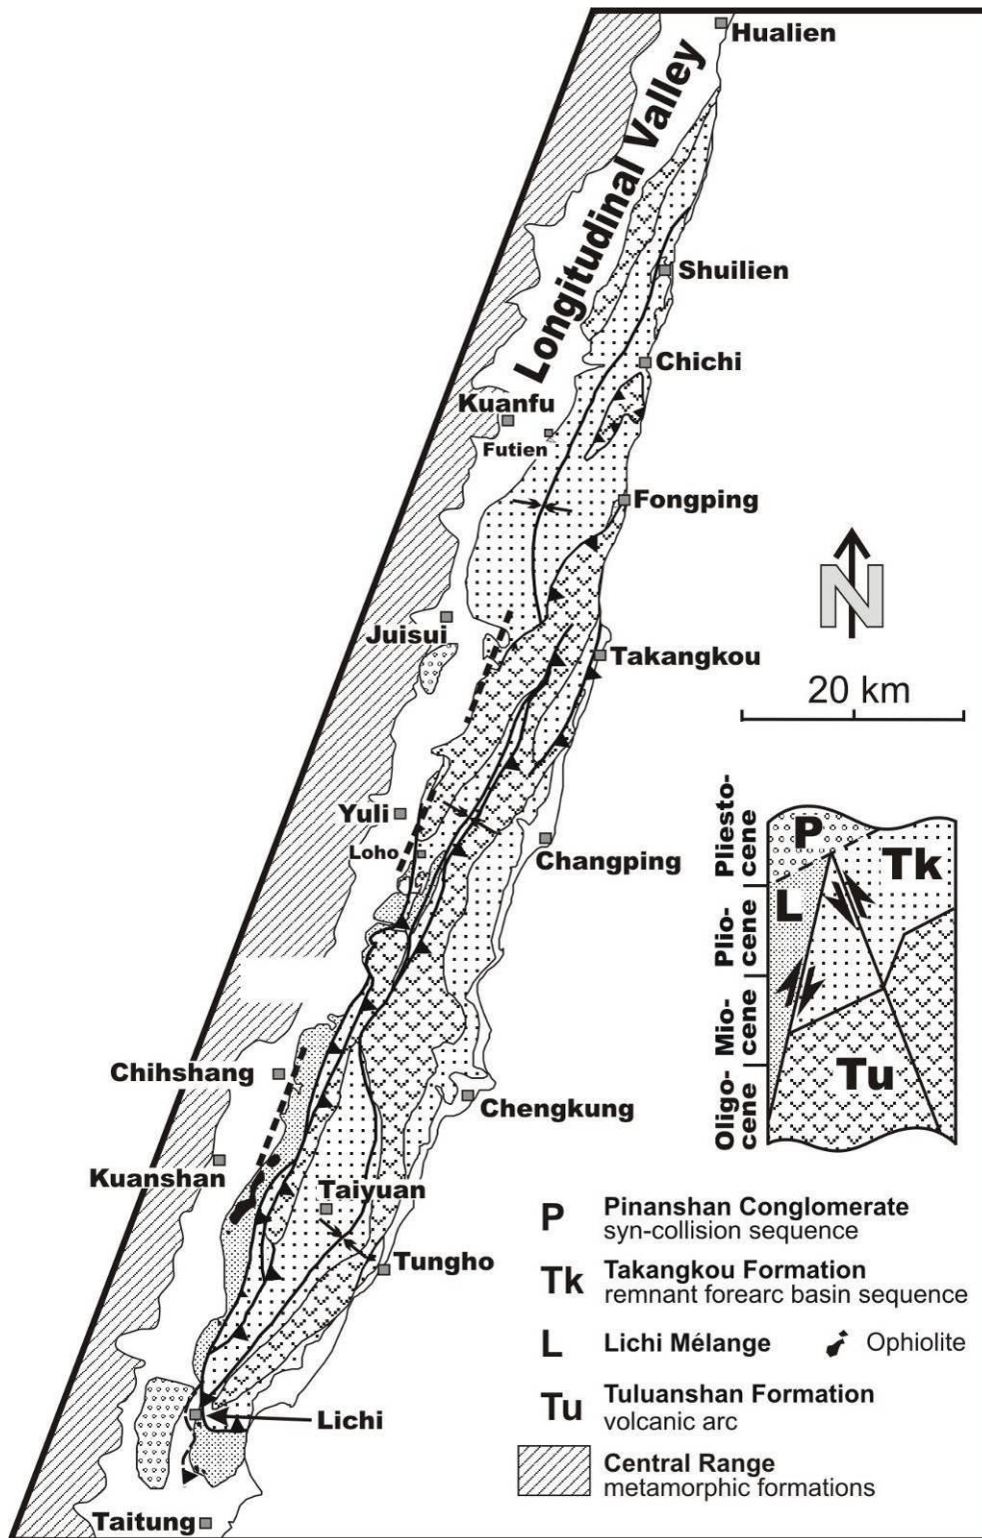 Hualien
Longitudinal Valley
Shuilien
Chichi
Kuanfu
Futien
Fongping
N
Juisui
Takangkou
20 km
Yuli
Loho
Changping
Pliesto-
cene
P
Tk
L
Plio-
cene
Mio-
cene
Oligo-
cene
Tu
Chihshang
Chengkung
Kuanshan
Taiyuan
Tungho
Lichi
Taitung
P Pinanshan Conglomerate
syn-collision sequence
Tk Takangkou Formation
remnant forearc basin sequence
L Lichi Mélange Ophiolite
Tu Tuluanshan Formation
volcanic arc
Central Range
metamorphic formations